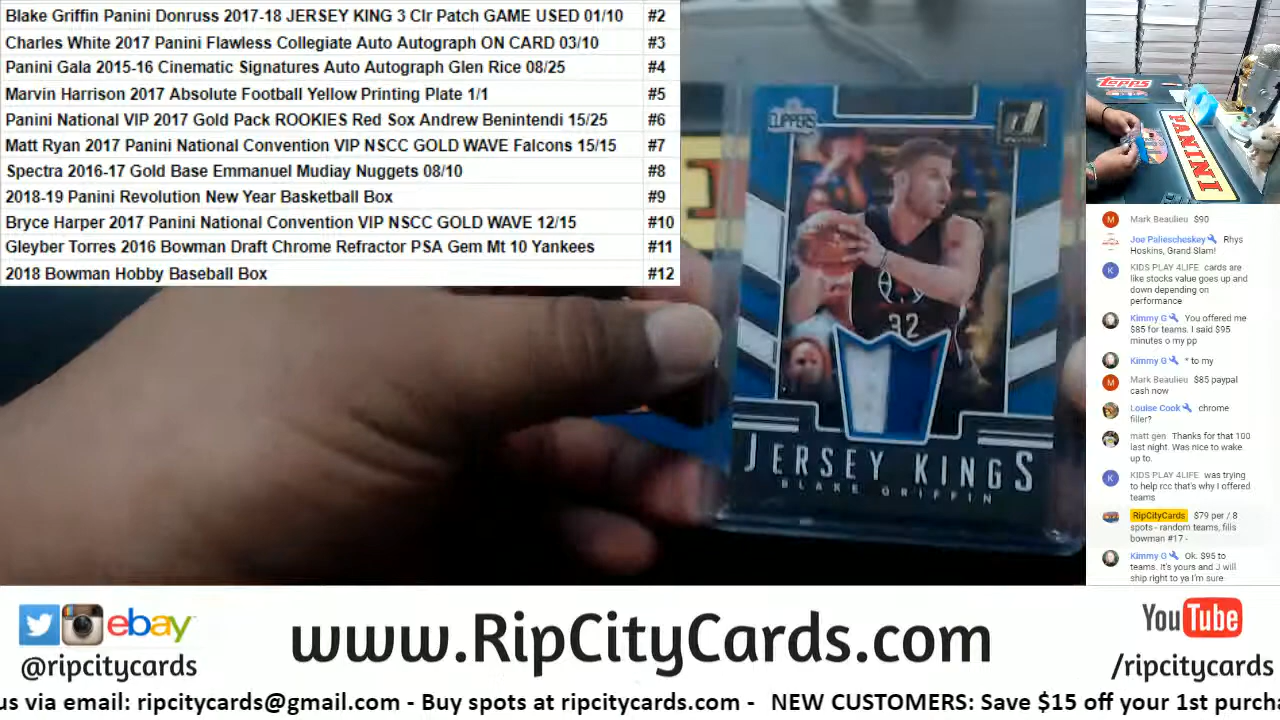 Blake Griffin Panini Donruss 2017-18 JERSEY KING 3 Clr Patch GAME USED 01/10 #2
Charles White 2017 Panini Flawless Collegiate Auto Autograph ON CARD 03/10 #3
Panini Gala 2015-16 Cinematic Signatures Auto Autograph Glen Rice 08/25 #4
Marvin Harrison 2017 Absolute Football Yellow Printing Plate 1/1 #5
Panini National VIP 2017 Gold Pack ROOKIES Red Sox Andrew Benintendi 15/25 #6
Matt Ryan 2017 Panini National Convention VIP NSCC GOLD WAVE Falcons 15/15 #7
Spectra 2016-17 Gold Base Emmanuel Mudiay Nuggets 08/10 #8
2018-19 Panini Revolution New Year Basketball Box #9
Bryce Harper 2017 Panini National Convention VIP NSCC GOLD WAVE 12/15 #10
Gleyber Torres 2016 Bowman Draft Chrome Refractor PSA Gem Mt 10 Yankees #11
2018 Bowman Hobby Baseball Box #12
CLIPPERS
32
JERSEY KINGS
BLAKE GRIFFIN
TOPPS
PANINI
M Mark Beaulieu $90
Joe Paliescheskey Rhys
Hoskins, Grand Slam!
K KIDS PLAY 4LIFE cards are
like stocks value goes up and
down depending on
performance
Kimmy G You offered me
$85 for teams. I said $95
minutes o my pp
Kimmy G * to my
M Mark Beaulieu $85 paypal
cash now
Louise Cook chrome
filler?
matt gen Thanks for that 100
last night. Was nice to wake
up to.
K KIDS PLAY 4LIFE was trying
to help rcc that's why I offered
teams
RipCityCards $79 per / 8
spots - random teams, fills
bowman #17 -
Kimmy G Ok. $95 to
teams. It's yours and J will
ship right to ya I'm sure
ebay
@ripcitycards
www.RipCityCards.com
YouTube
/ripcitycards
us via email: ripcitycards@gmail.com - Buy spots at ripcitycards.com - NEW CUSTOMERS: Save $15 off your 1st purcha